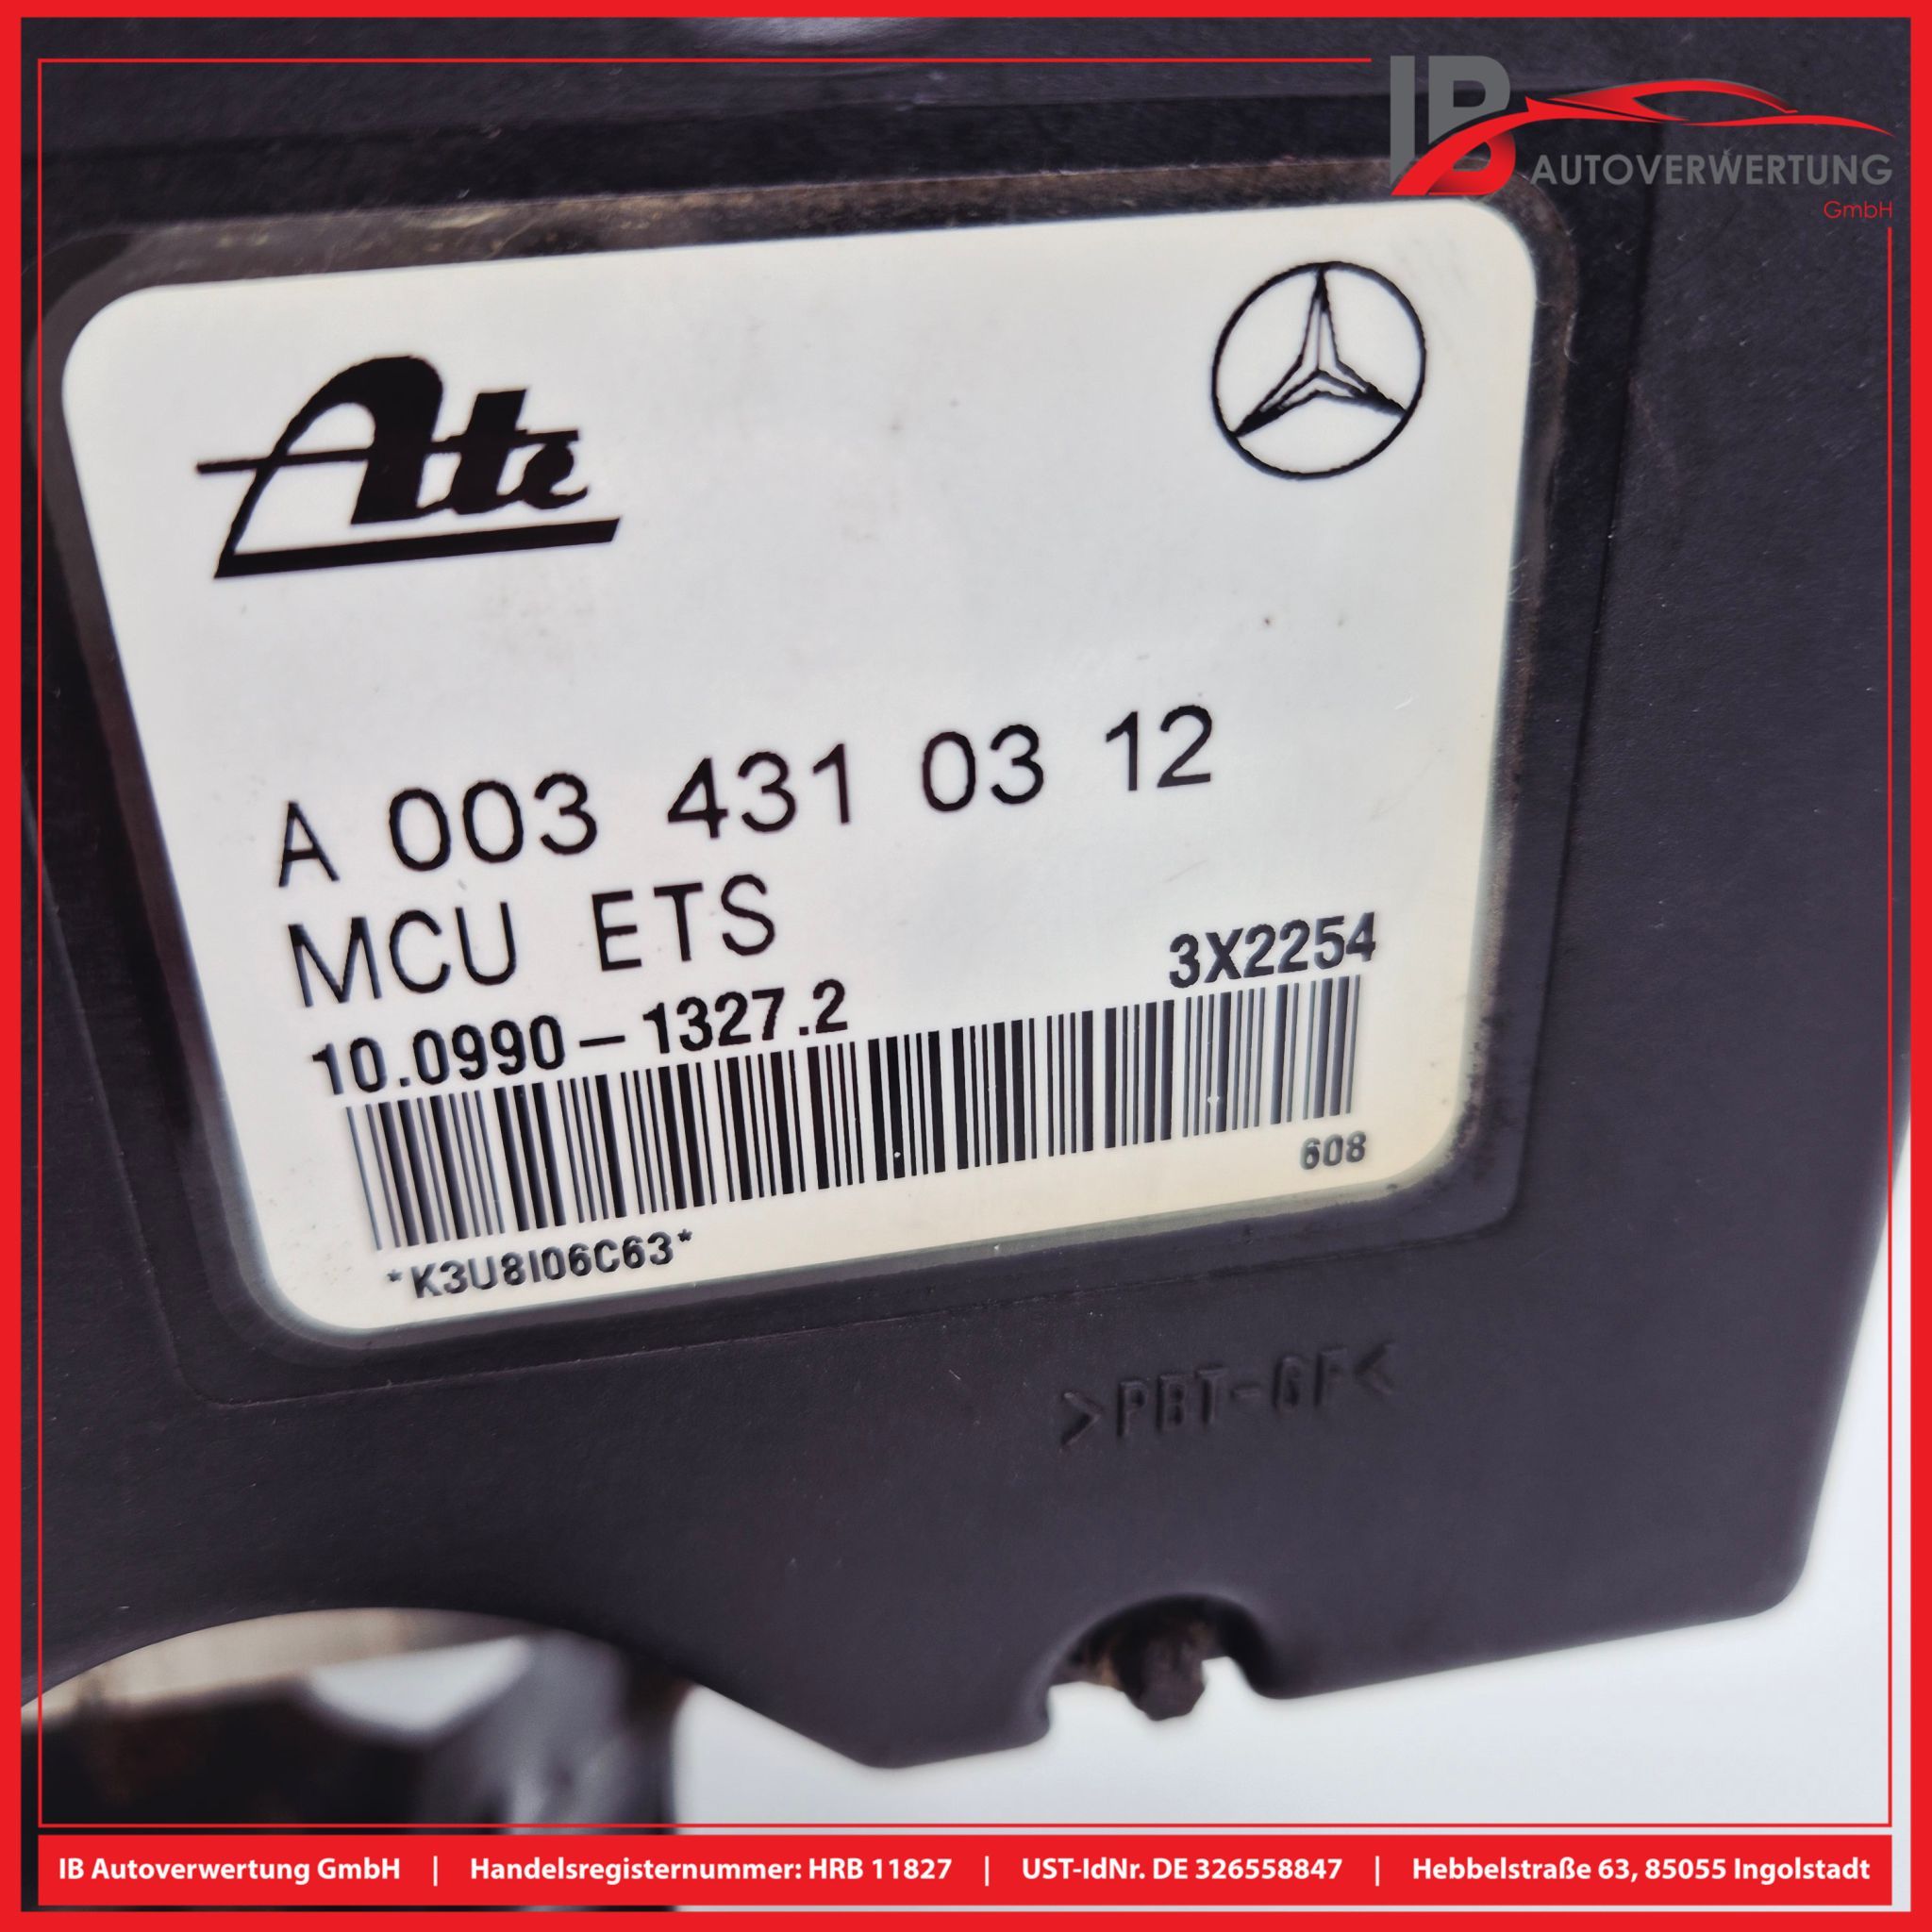 IB
AUTOVERWERTUNG
GmbH
Ate
A 003 431 03 12
MCU ETS
10.0990-1327.2
3X2254
608
*K3U8I06C63*
>PBT-GF<
IB Autoverwertung GmbH | Handelsregisternummer: HRB 11827 | UST-IdNr. DE 326558847 | Hebbelstraße 63, 85055 Ingolstadt